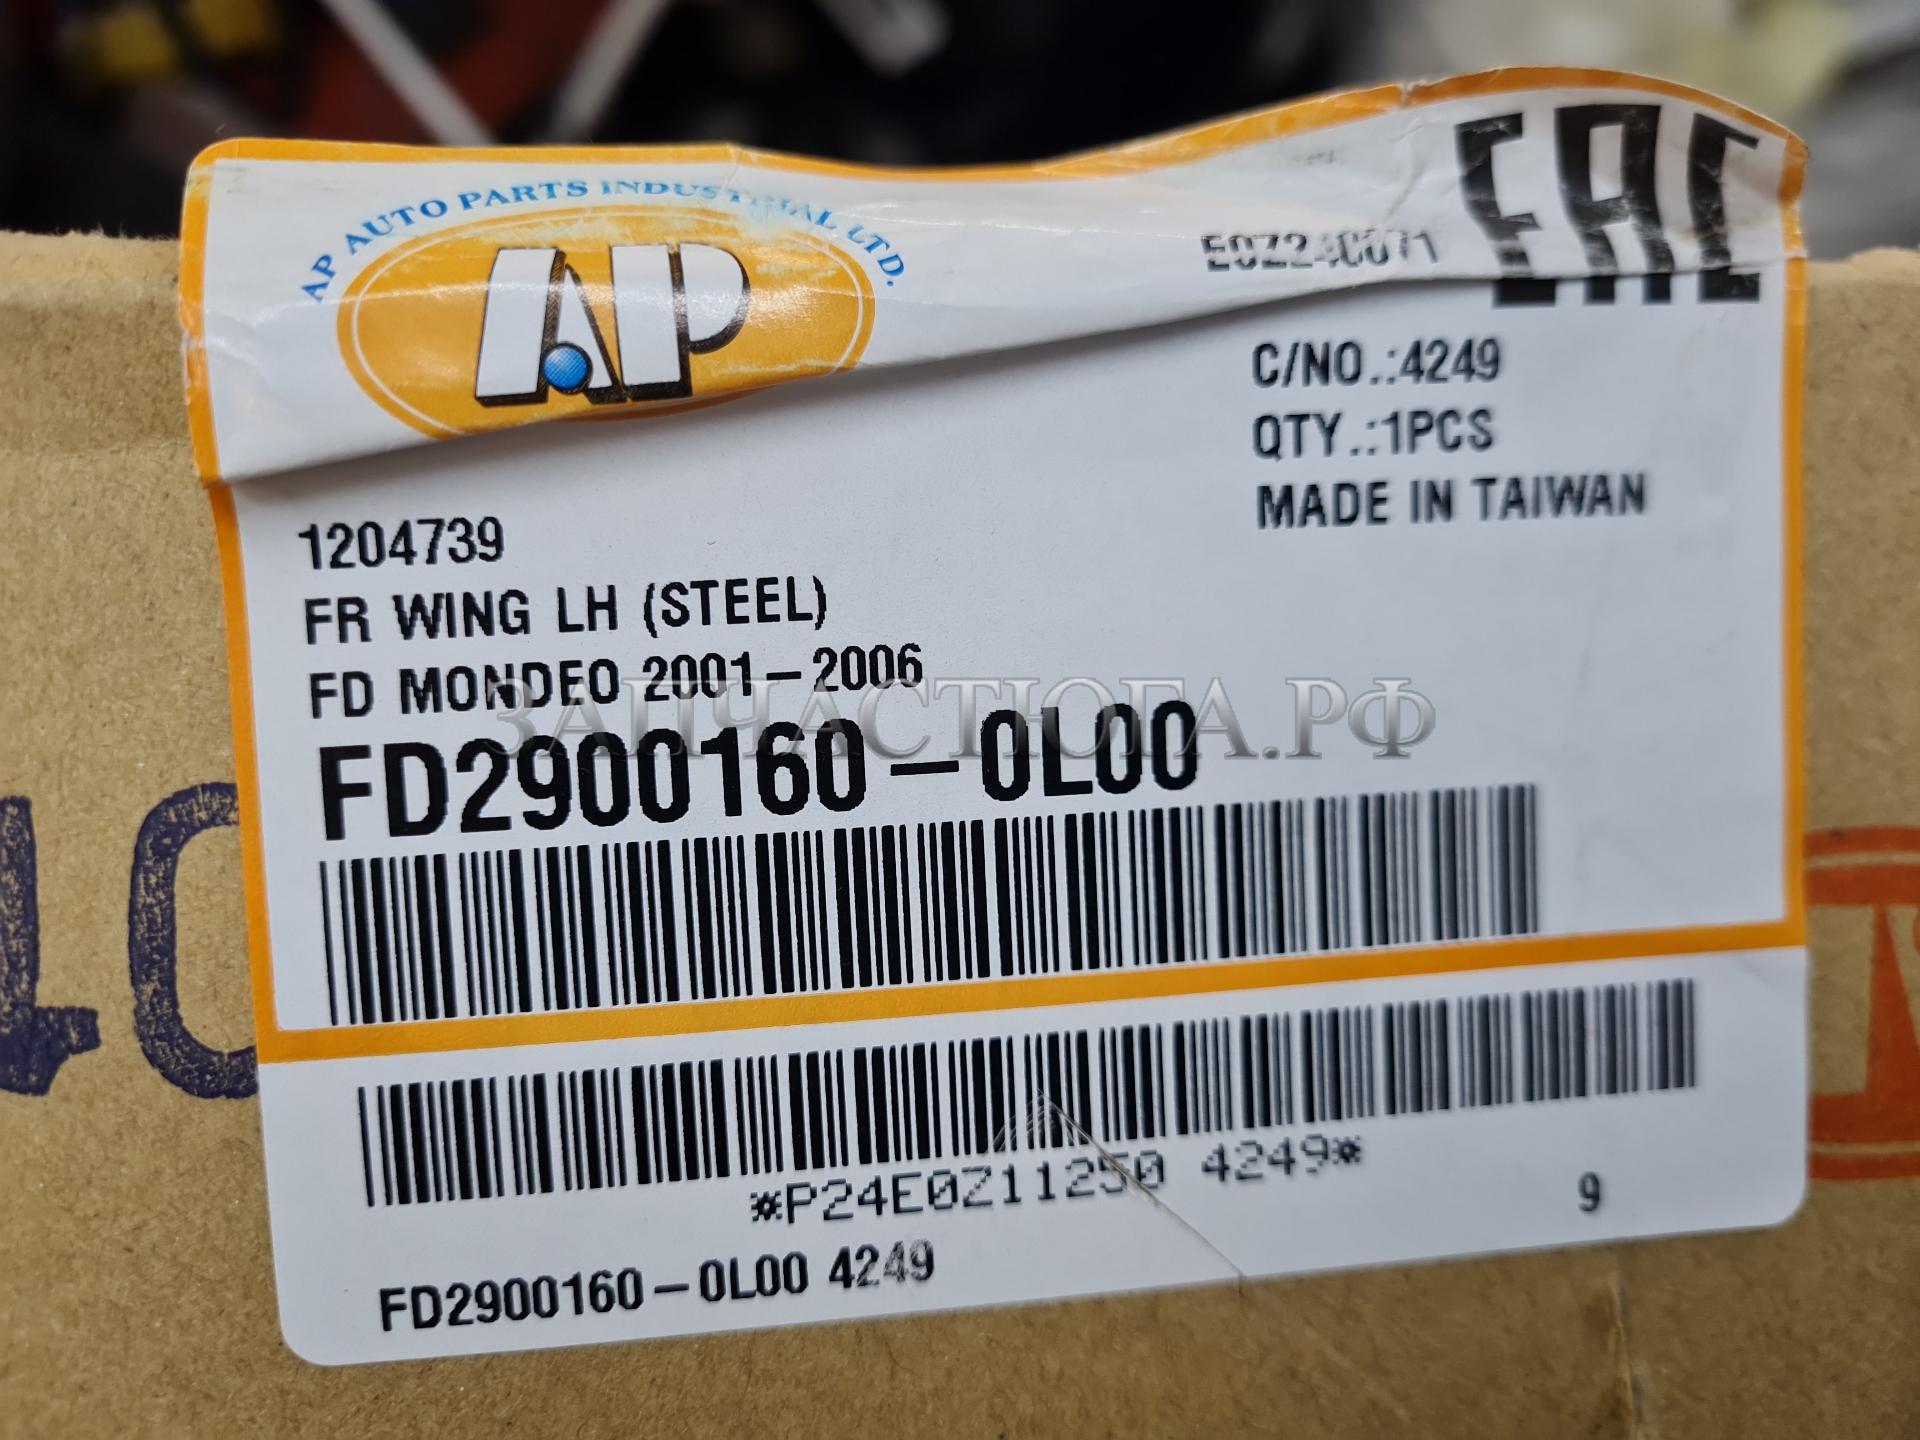 AP AUTO PARTS INDUSTRIAL LTD.
AP
EAC
C/NO.:4249
QTY.:1PCS
MADE IN TAIWAN
1204739
FR WING LH (STEEL)
FD MONDEO 2001-2006
ЗАПЧАСТЮГА.РФ
FD2900160-0L00
*P24E0Z11250 4249*
9
FD2900160-0L00 4249